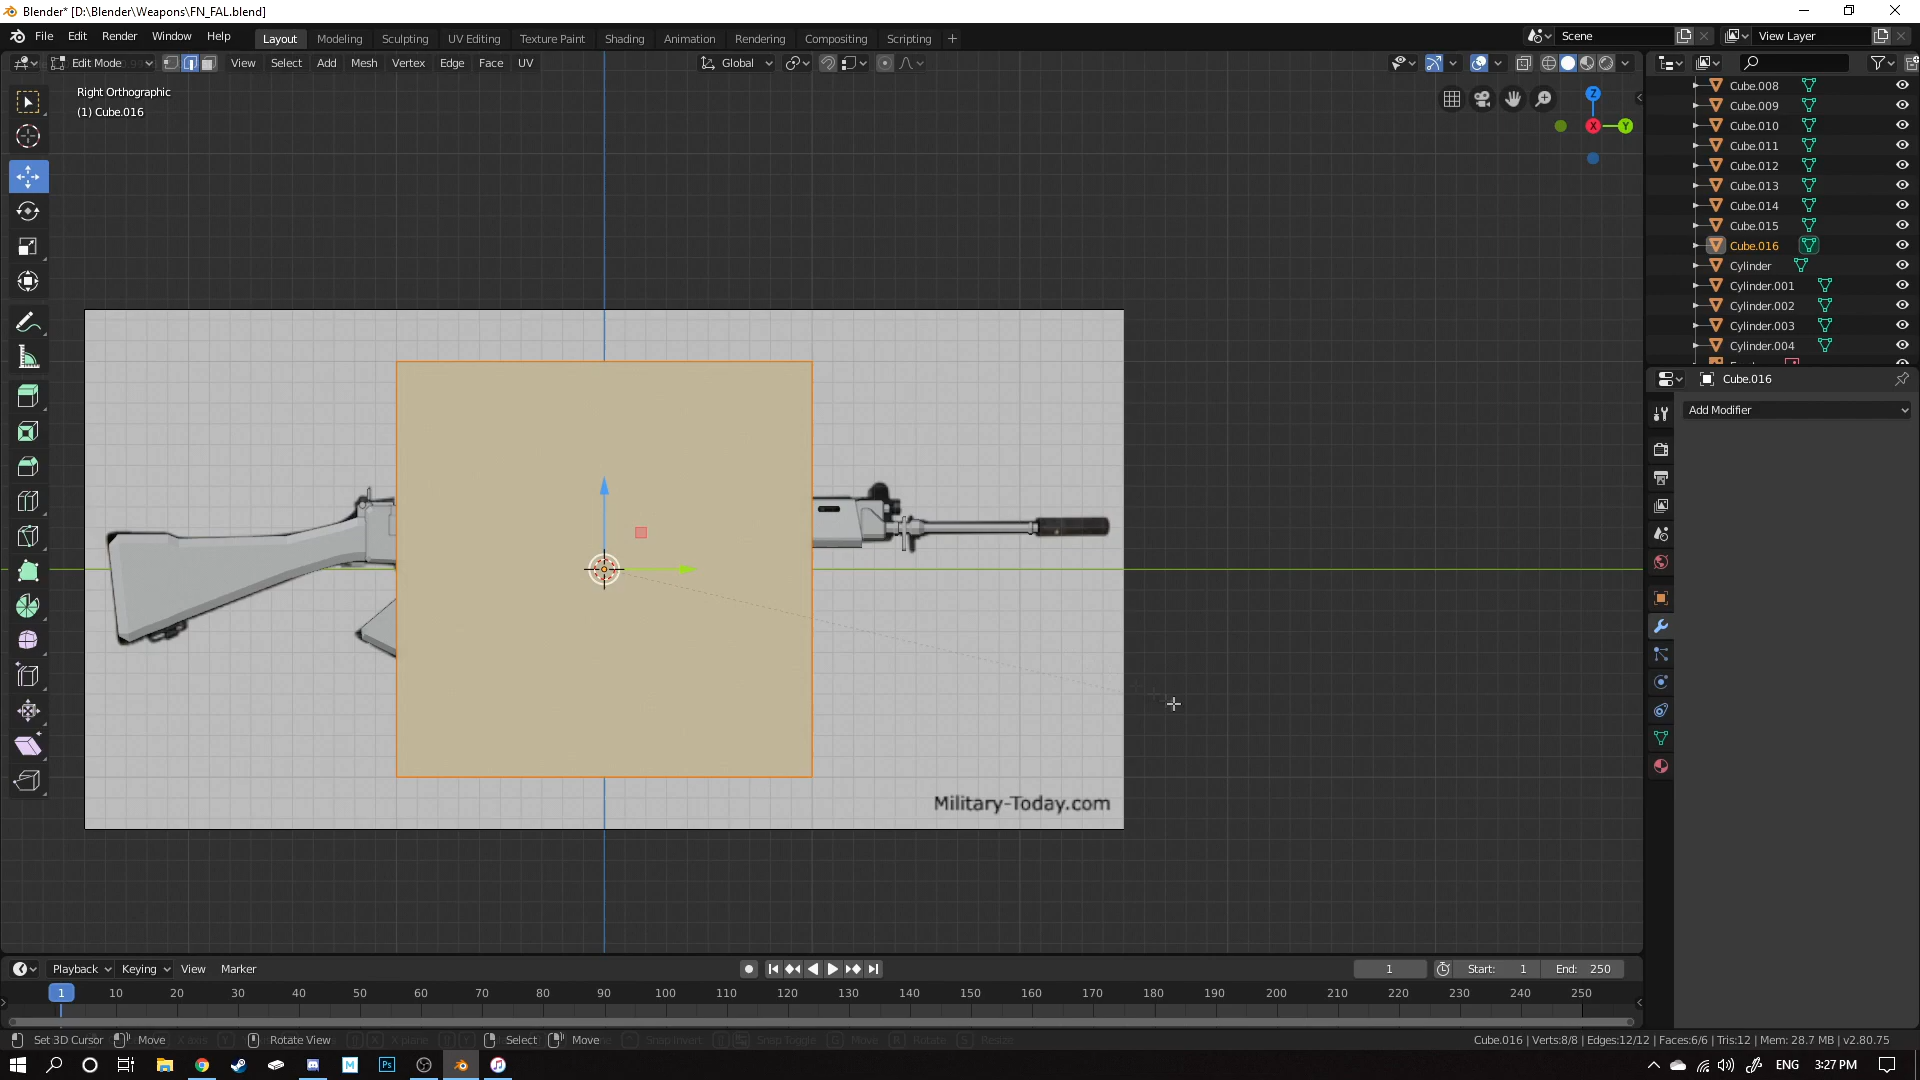 Blender* [D:\Blender\Weapons\FN_FAL.blend]
File Edit Render Window Help
Layout Modeling Sculpting UV Editing Texture Paint Shading Animation Rendering Compositing Scripting +
Scene
View Layer
Edit Mode
View Select Add Mesh Vertex Edge Face UV
Global
Right Orthographic
(1) Cube.016
Z
X
Y
Cube.008
Cube.009
Cube.010
Cube.011
Cube.012
Cube.013
Cube.014
Cube.015
Cube.016
Cylinder
Cylinder.001
Cylinder.002
Cylinder.003
Cylinder.004
Cube.016
Add Modifier
Military-Today.com
Playback Keying View Marker
1
Start: 1
End: 250
1 10 20 30 40 50 60 70 80 90 100 110 120 130 140 150 160 170 180 190 200 210 220 230 240 250
Set 3D Cursor Move Rotate View Select Move
Cube.016 | Verts:8/8 | Edges:12/12 | Faces:6/6 | Tris:12 | Mem: 28.7 MB | v2.80.75
M
Ps
ENG
3:27 PM